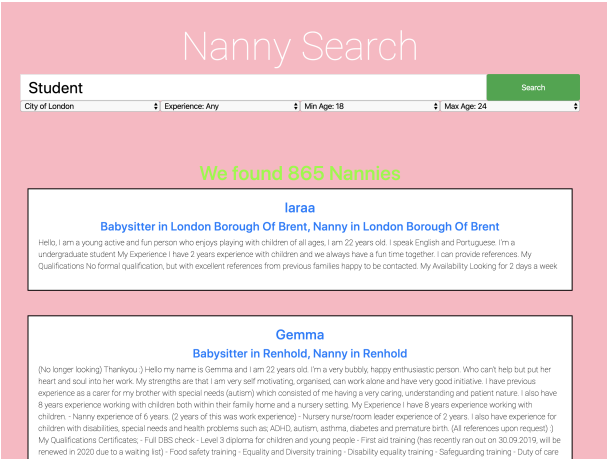 Nanny Search
Student
Search
City of London
Experience: Any
Min Age: 18
Max Age: 24
We found 865 Nannies
Iaraa
Babysitter in London Borough Of Brent, Nanny in London Borough Of Brent
Hello, I am a young active and fun person who enjoys playing with children of all ages, I am 22 years old. I speak English and Portuguese. I'm a
undergraduate student My Experience I have 2 years experience with children and we always have a fun time together, I can provide references. My
Qualifications No formal qualification, but with excellent references from previous families happy to be contacted. My Availability Looking for 2 days a week
Gemma
Babysitter in Renhold, Nanny in Renhold
(No longer looking) Thankyou :) Hello my name is Gemma and I am 22 years old. I'm a very bubbly, happy enthusiastic person. Who can't help but put her
heart and soul into her work. My strengths are that I am very self motivating, organised, can work alone and have very good initiative. I have previous
experience as a carer for my brother with special needs (autism) which consisted of me having a very caring, understanding and patient nature. I also have
8 years experience working with children both within their family home and a nursery setting. My Experience I have 8 years experience working with
children. - Nanny experience of 6 years. (2 years of this was work experience) - Nursery nurse/room leader experience of 2 years. I also have experience for
children with disabilities, special needs and health problems such as; ADHD, autism, asthma, diabetes and premature birth. (All references upon request) :)
My Qualifications Certificates; - Full DBS check - Level 3 diploma for children and young people - First aid training (has recently ran out on 30.09.2019, will be
renewed in 2020 due to a waiting list) - Food safety training - Equality and Diversity training - Disability equality training - Safeguarding training - Duty of care